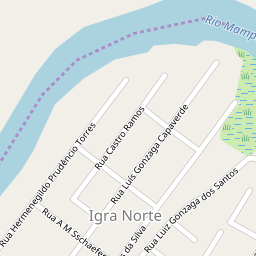 Rio Mamp
Rua Hermenegildo Prudêncio Torres
Rua Castro Ramos
Rua Luís Gonzaga Capaverde
Igra Norte
Rua A M Sschaefer
da Silva
Rua Luiz Gonzaga dos Santos